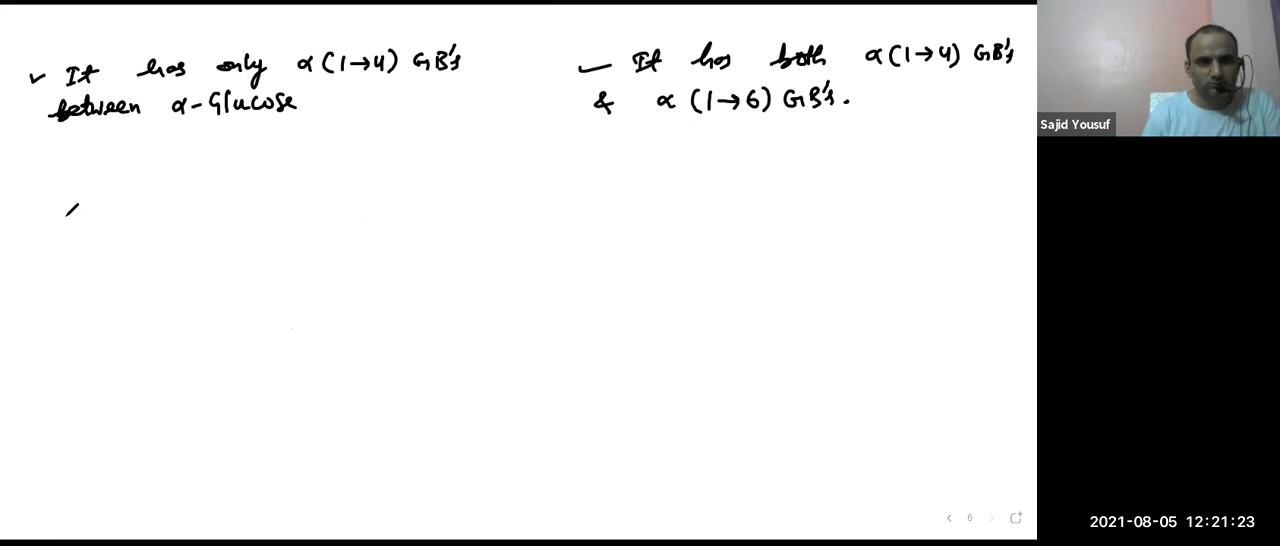 ✓ It has only α(1→4) GB's
between α-Glucose
It has both α(1→4) GB's
& α (1→6) GB's.
Sajid Yousuf
6
2021-08-05 12:21:23